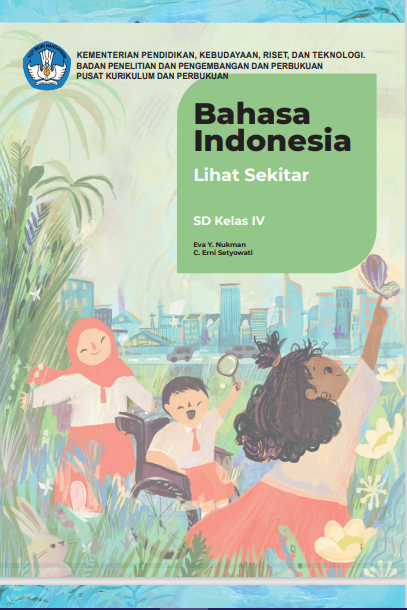 KEMENTERIAN PENDIDIKAN, KEBUDAYAAN, RISET, DAN TEKNOLOGI.
BADAN PENELITIAN DAN PENGEMBANGAN DAN PERBUKUAN
PUSAT KURIKULUM DAN PERBUKUAN
Bahasa
Indonesia
Lihat Sekitar
SD Kelas IV
Eva Y. Nukman
C. Erni Setyowati